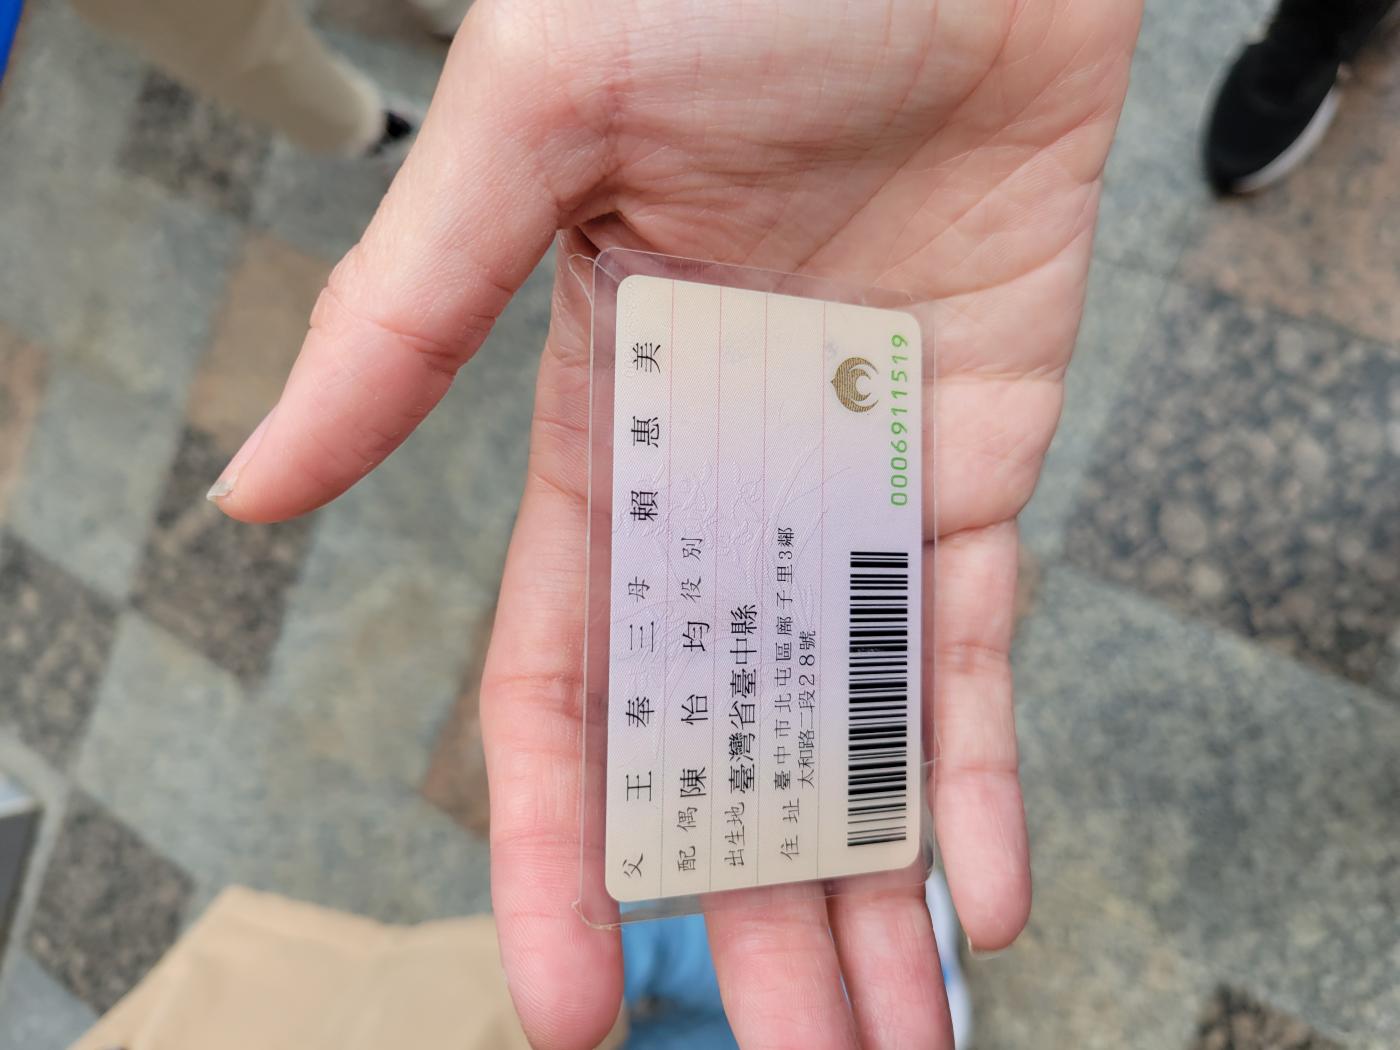 父 王奉三 母 賴惠美
配偶 陳怡均 役別
出生地 臺灣省臺中縣
住址 臺中市北屯區廍子里3鄰
太和路二段28號
0006911519